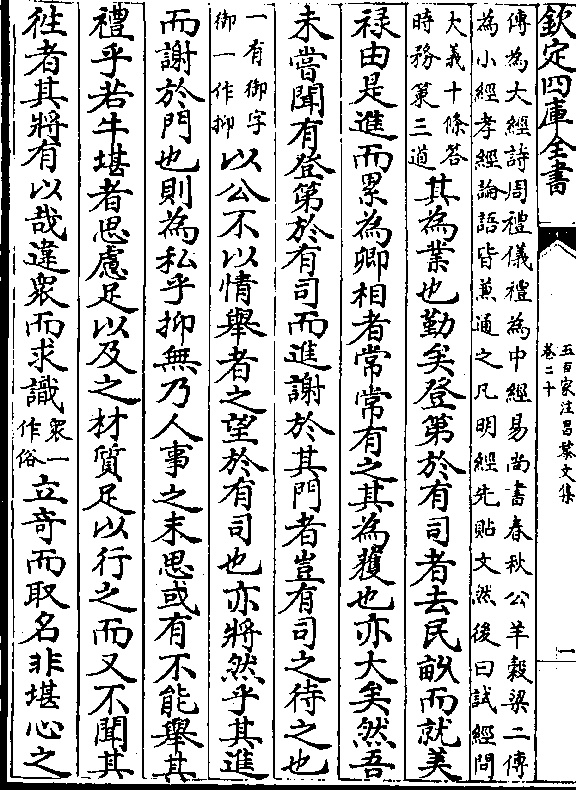 欽定四庫全書
五百家注昌黎文集
卷二十
一
傳為大經詩周禮儀禮為中經易尚書春秋公羊穀梁二傳
為小經孝經論語皆兼通之凡明經先貼文然後口試經問
大義十條答
時務策三道
其為業也勤矣登第於有司者去民畝而就美
禄由是進而累為卿相者常常有之其為獲也亦大矣然吾
未嘗聞有登第於有司而進謝於其門者豈有司之待之也
一有御字
御一作抑
以公不以情舉者之望於有司也亦將然乎其進
而謝於門也則為私乎抑無乃人事之末思或有不能舉其
禮乎若牛堪者思慮足以及之材質足以行之而又不聞其
徃者其將有以哉違衆而求識
衆一
作俗
立奇而取名非堪心之